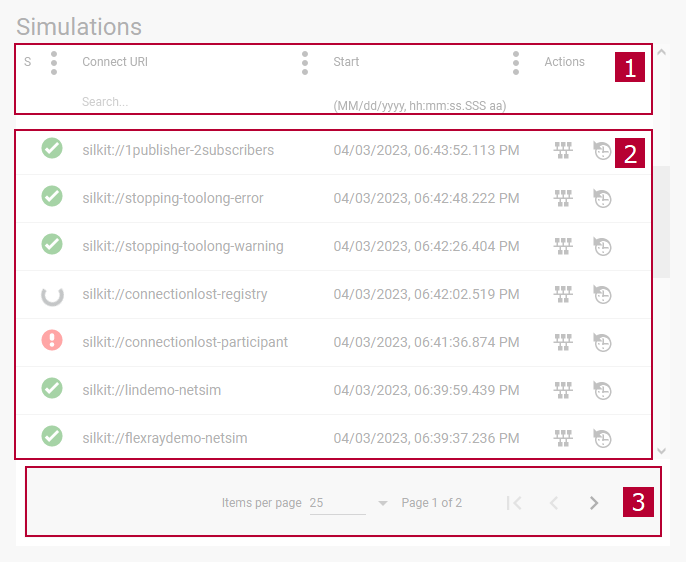 Simulations
S Connect URI Start Actions 1
Search... (MM/dd/yyyy, hh:mm:ss.SSS aa)
silkit://1publisher-2subscribers 04/03/2023, 06:43:52.113 PM 2
silkit://stopping-toolong-error 04/03/2023, 06:42:48.222 PM
silkit://stopping-toolong-warning 04/03/2023, 06:42:26.404 PM
silkit://connectionlost-registry 04/03/2023, 06:42:02.519 PM
silkit://connectionlost-participant 04/03/2023, 06:41:36.874 PM
silkit://lindemo-netsim 04/03/2023, 06:39:59.439 PM
silkit://flexraydemo-netsim 04/03/2023, 06:39:37.236 PM
Items per page 25 Page 1 of 2 3